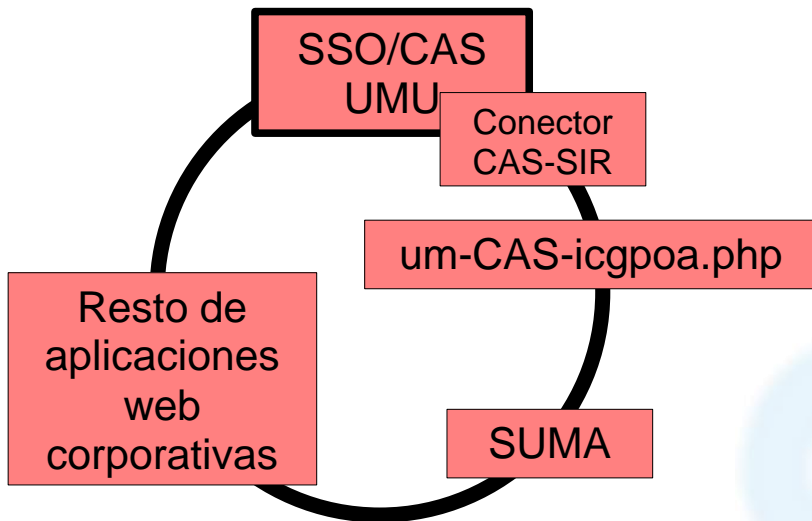 SSO/CAS
UMU
Conector
CAS-SIR
um-CAS-icgpoa.php
Resto de
aplicaciones
web
corporativas
SUMA